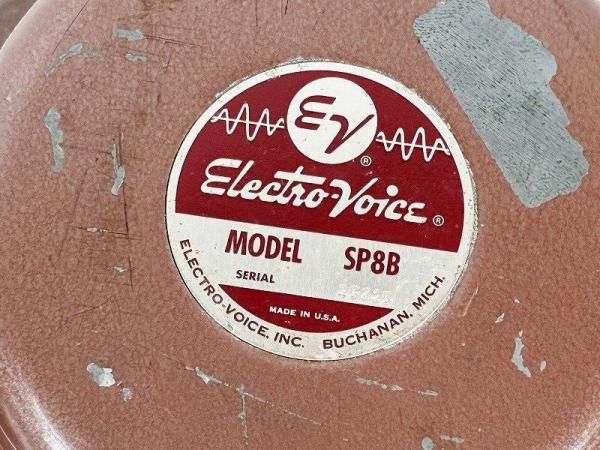 EV®
Electro-Voice®
MODEL SP8B
SERIAL
MADE IN U.S.A.
ELECTRO-VOICE, INC. BUCHANAN, MICH.